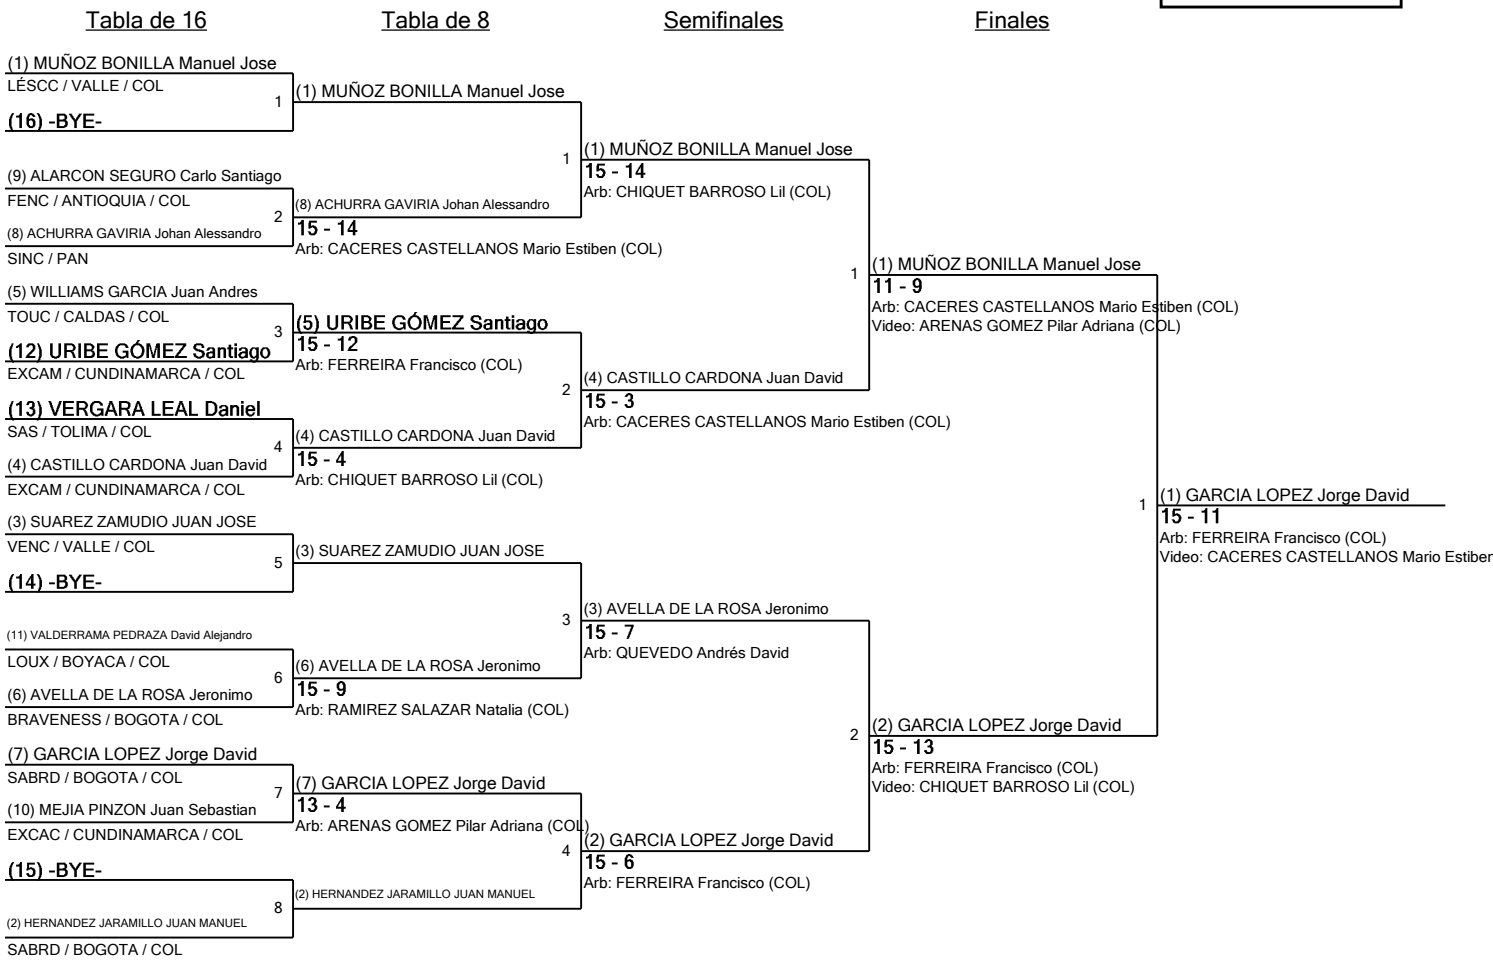 Tabla de 16
Tabla de 8
Semifinales
Finales
(1) MUÑOZ BONILLA Manuel Jose
LÉSCC / VALLE / COL
1
(16) -BYE-
(9) ALARCON SEGURO Carlo Santiago
FENC / ANTIOQUIA / COL
2
(8) ACHURRA GAVIRIA Johan Alessandro
SINC / PAN
(5) WILLIAMS GARCIA Juan Andres
TOUC / CALDAS / COL
3
(12) URIBE GÓMEZ Santiago
EXCAM / CUNDINAMARCA / COL
(13) VERGARA LEAL Daniel
SAS / TOLIMA / COL
4
(4) CASTILLO CARDONA Juan David
EXCAM / CUNDINAMARCA / COL
(3) SUAREZ ZAMUDIO JUAN JOSE
VENC / VALLE / COL
5
(14) -BYE-
(11) VALDERRAMA PEDRAZA David Alejandro
LOUX / BOYACA / COL
6
(6) AVELLA DE LA ROSA Jeronimo
BRAVENESS / BOGOTA / COL
(7) GARCIA LOPEZ Jorge David
SABRD / BOGOTA / COL
7
(10) MEJIA PINZON Juan Sebastian
EXCAC / CUNDINAMARCA / COL
(15) -BYE-
8
(2) HERNANDEZ JARAMILLO JUAN MANUEL
SABRD / BOGOTA / COL
(1) MUÑOZ BONILLA Manuel Jose
1
(8) ACHURRA GAVIRIA Johan Alessandro
15 - 14
Arb: CACERES CASTELLANOS Mario Estiben (COL)
(5) URIBE GÓMEZ Santiago
15 - 12
Arb: FERREIRA Francisco (COL)
2
(4) CASTILLO CARDONA Juan David
15 - 4
Arb: CHIQUET BARROSO Lil (COL)
(3) SUAREZ ZAMUDIO JUAN JOSE
3
(6) AVELLA DE LA ROSA Jeronimo
15 - 9
Arb: RAMIREZ SALAZAR Natalia (COL)
(7) GARCIA LOPEZ Jorge David
13 - 4
Arb: ARENAS GOMEZ Pilar Adriana (COL)
4
(2) HERNANDEZ JARAMILLO JUAN MANUEL
(1) MUÑOZ BONILLA Manuel Jose
15 - 14
Arb: CHIQUET BARROSO Lil (COL)
1
(4) CASTILLO CARDONA Juan David
15 - 3
Arb: CACERES CASTELLANOS Mario Estiben (COL)
(3) AVELLA DE LA ROSA Jeronimo
15 - 7
Arb: QUEVEDO Andrés David
2
(2) GARCIA LOPEZ Jorge David
15 - 6
Arb: FERREIRA Francisco (COL)
(1) MUÑOZ BONILLA Manuel Jose
11 - 9
Arb: CACERES CASTELLANOS Mario Estiben (COL)
Video: ARENAS GOMEZ Pilar Adriana (COL)
1
(2) GARCIA LOPEZ Jorge David
15 - 13
Arb: FERREIRA Francisco (COL)
Video: CHIQUET BARROSO Lil (COL)
(1) GARCIA LOPEZ Jorge David
15 - 11
Arb: FERREIRA Francisco (COL)
Video: CACERES CASTELLANOS Mario Estiben